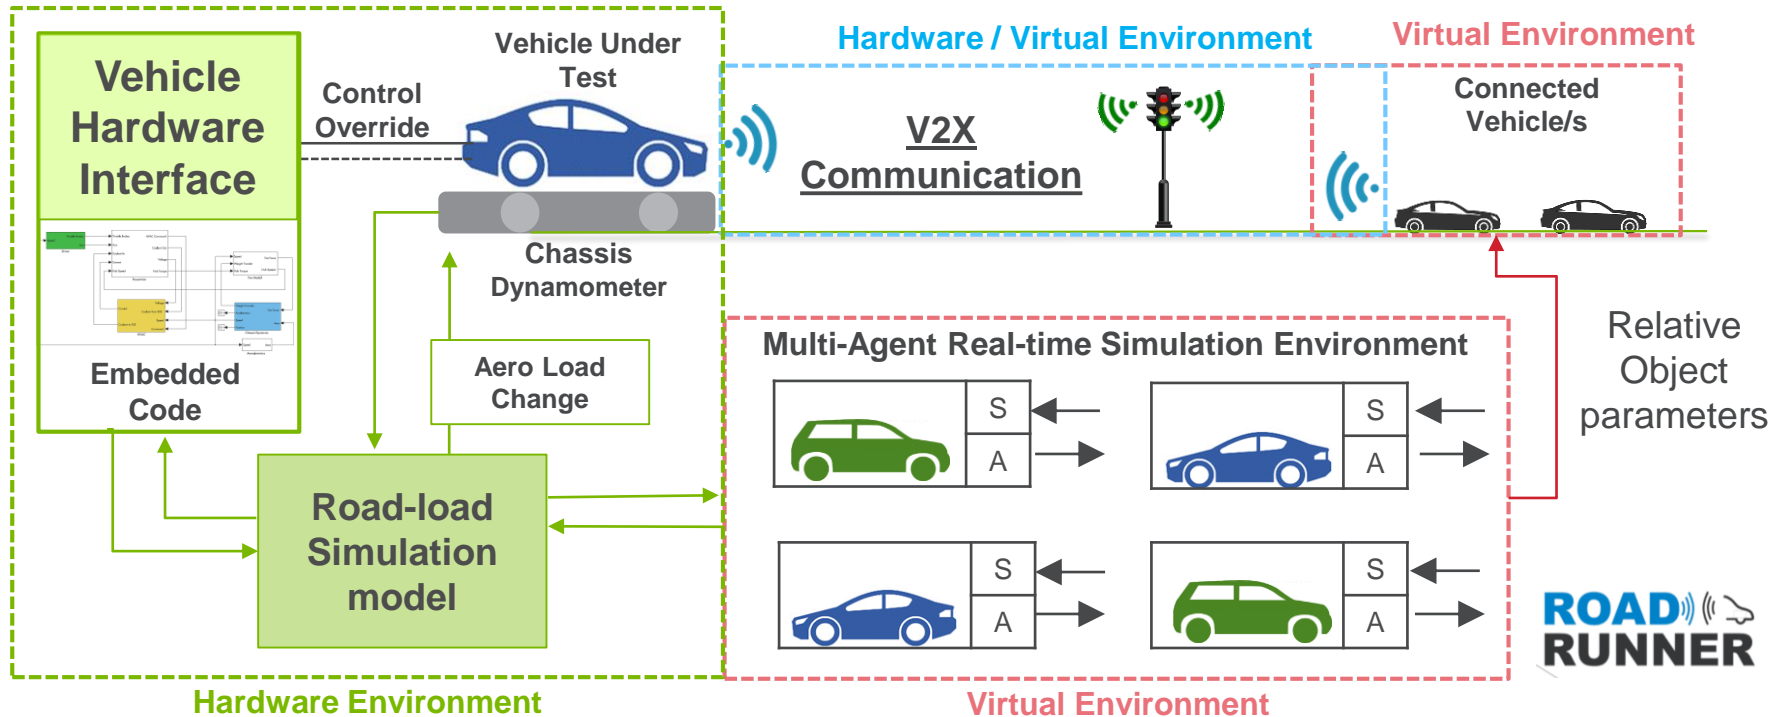 Vehicle
Hardware
Interface
Embedded
Code
Control
Override
Vehicle Under
Test
Chassis
Dynamometer
Aero Load
Change
Road-load
Simulation
model
Hardware Environment
Hardware / Virtual Environment
V2X
Communication
Virtual Environment
Connected
Vehicle/s
Multi-Agent Real-time Simulation Environment
S
A
S
A
S
A
S
A
Virtual Environment
Relative
Object
parameters
ROAD
RUNNER